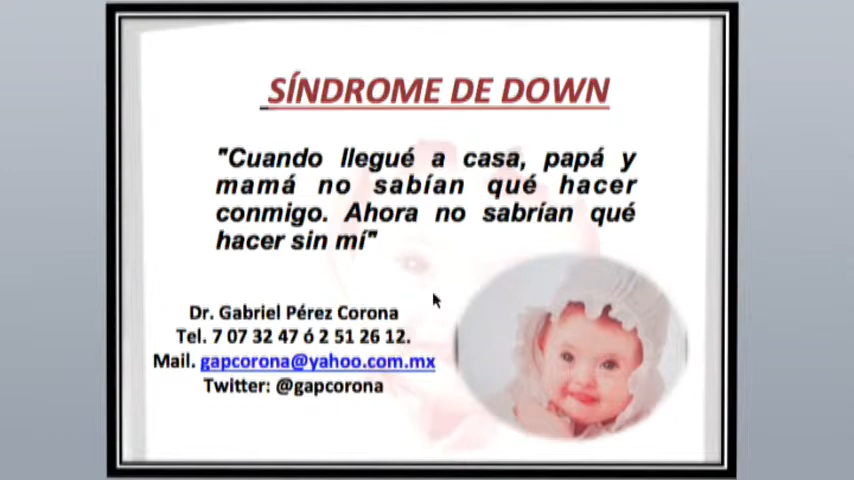 SÍNDROME DE DOWN
"Cuando llegué a casa, papá y
mamá no sabían qué hacer
conmigo. Ahora no sabrían qué
hacer sin mí"
Dr. Gabriel Pérez Corona
Tel. 7 07 32 47 ó 2 51 26 12.
Mail. gapcorona@yahoo.com.mx
Twitter: @gapcorona